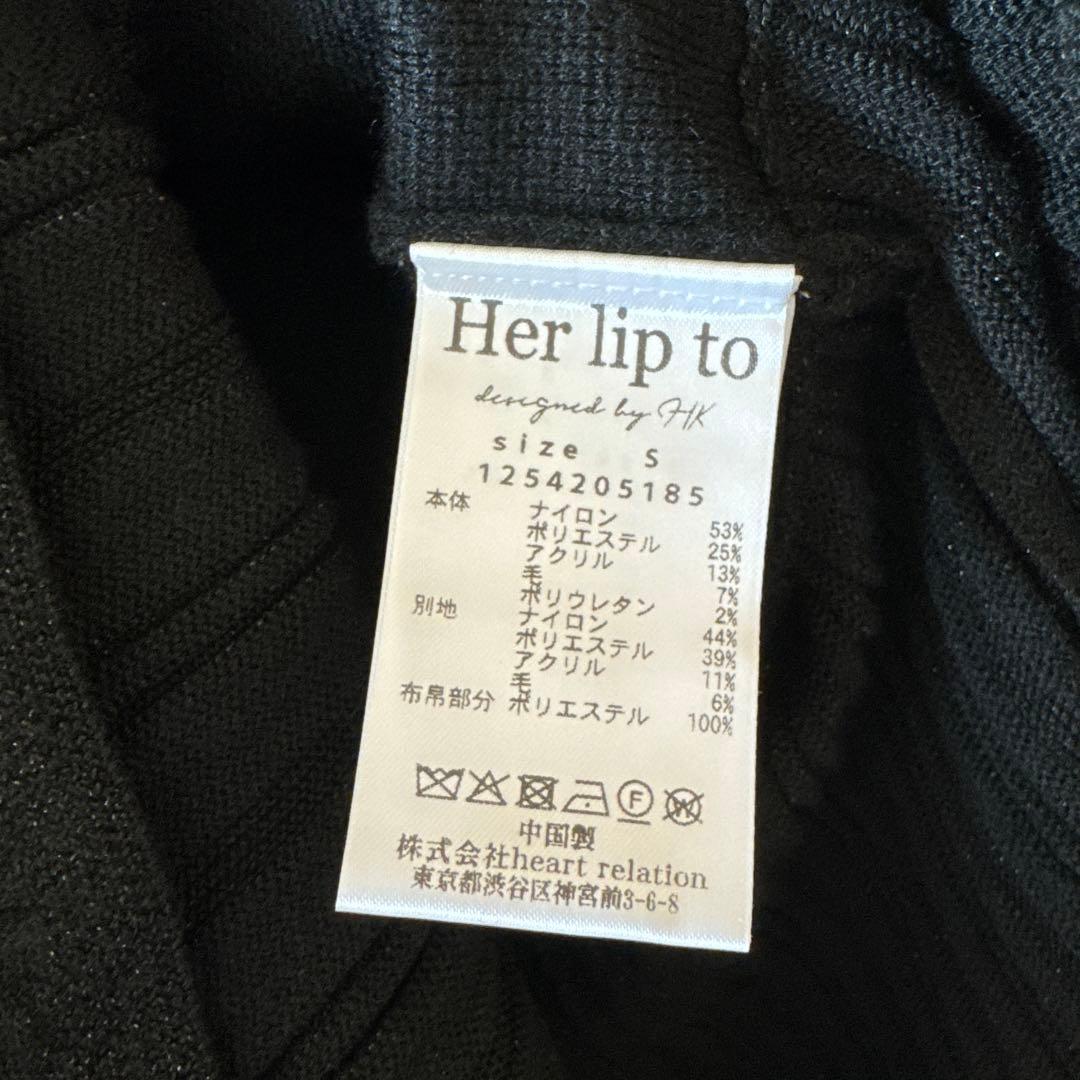 Her lip to
designed by HK
size S
1254205185
本体 ナイロン 53%
ポリエステル 25%
アクリル 13%
毛 7%
ポリウレタン 2%
別地 ナイロン 44%
ポリエステル 39%
アクリル 11%
毛 6%
布帛部分 ポリエステル 100%
F W
中国製
株式会社heart relation
東京都渋谷区神宮前3-6-8